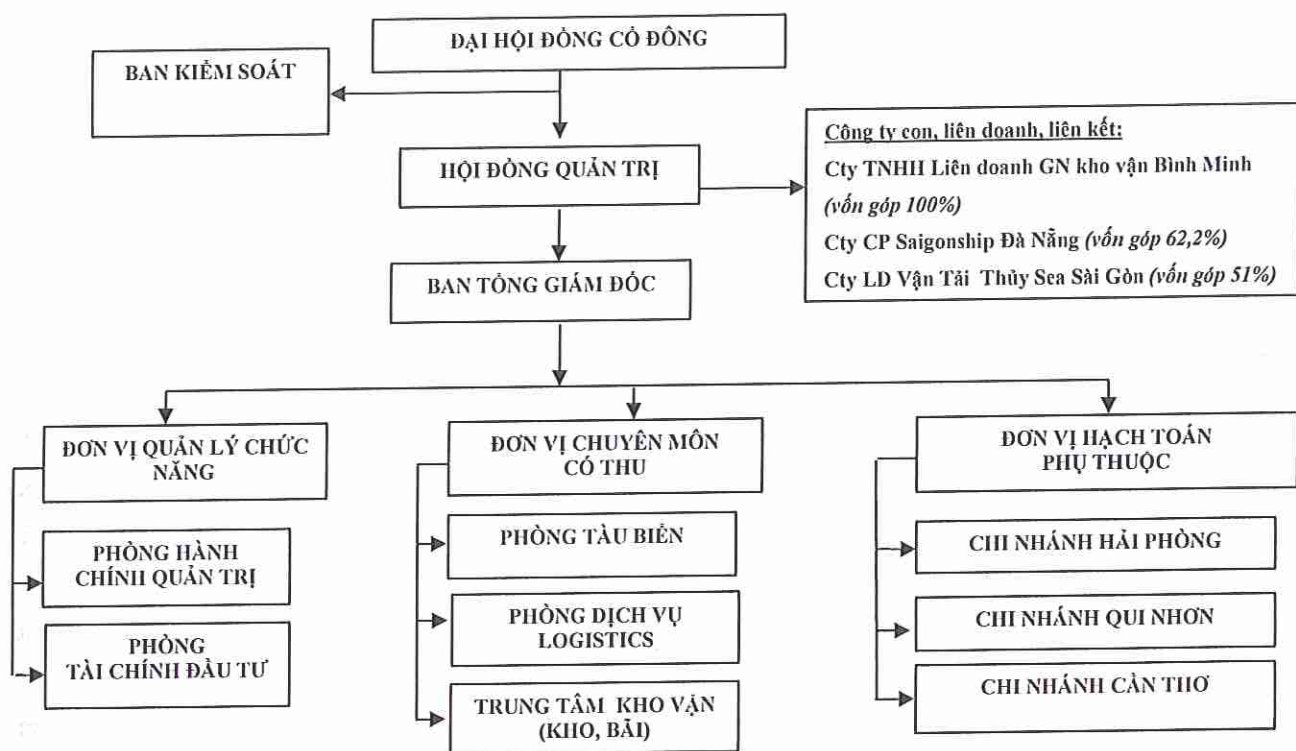 ĐẠI HỘI ĐỒNG CỔ ĐÔNG
BAN KIỂM SOÁT
HỘI ĐỒNG QUẢN TRỊ
Công ty con, liên doanh, liên kết:
Cty TNHH Liên doanh GN kho vận Bình Minh
(vốn góp 100%)
Cty CP Saigonship Đà Nẵng (vốn góp 62,2%)
Cty LD Vận Tải Thủy Sea Sài Gòn (vốn góp 51%)
BAN TỔNG GIÁM ĐỐC
ĐƠN VỊ QUẢN LÝ CHỨC
NĂNG
PHÒNG HÀNH
CHÍNH QUẢN TRỊ
PHÒNG
TÀI CHÍNH ĐẦU TƯ
ĐƠN VỊ CHUYÊN MÔN
CÓ THU
PHÒNG TÀU BIỂN
PHÒNG DỊCH VỤ
LOGISTICS
TRUNG TÂM KHO VẬN
(KHO, BÃI)
ĐƠN VỊ HẠCH TOÁN
PHỤ THUỘC
CHI NHÁNH HẢI PHÒNG
CHI NHÁNH QUI NHƠN
CHI NHÁNH CẦN THƠ